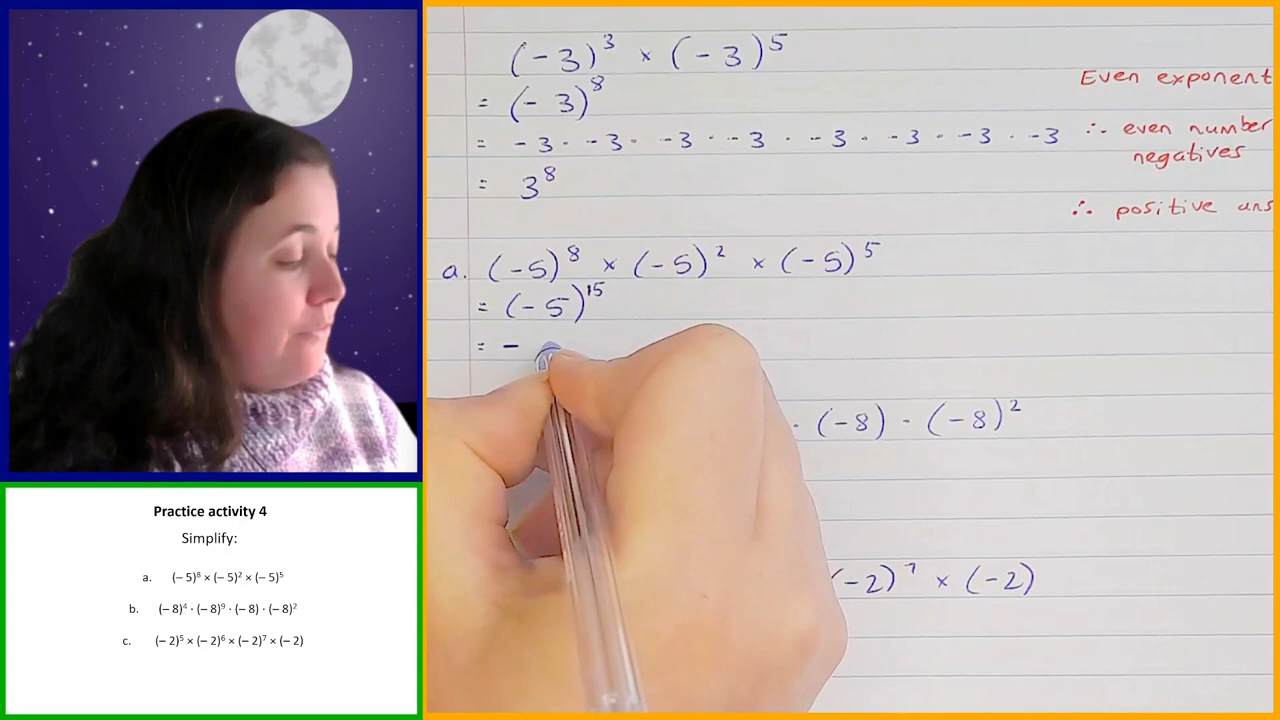 (-3)³ × (-3)⁵
= (-3)⁸
= -3 · -3 · -3 · -3 · -3 · -3 · -3 · -3
= 3⁸
Even exponent
∴ even number
negatives
∴ positive ans
a. (-5)⁸ × (-5)² × (-5)⁵
= (-5)¹⁵
= -
· (-8) · (-8)²
(-2)⁷ × (-2)
Practice activity 4
Simplify:
a. (– 5)⁸ × (– 5)² × (– 5)⁵
b. (– 8)⁴ · (– 8)⁹ · (– 8) · (– 8)²
c. (– 2)⁵ × (– 2)⁶ × (– 2)⁷ × (– 2)